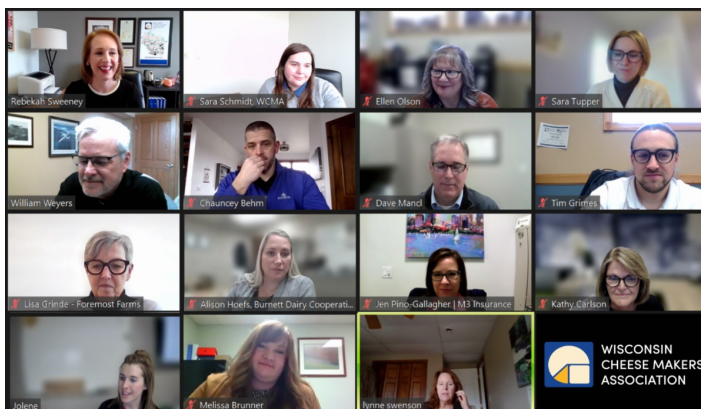 Rebekah Sweeney
Sara Schmidt, WCMA
Ellen Olson
Sara Tupper
William Weyers
Chauncey Behm
Dave Mancl
Tim Grimes
Lisa Grinde - Foremost Farms
Alison Hoefs, Burnett Dairy Cooperati...
Jen Pino-Gallagher | M3 Insurance
Kathy Carlson
Jolene
Melissa Brunner
lynne swenson
WISCONSIN
CHEESE MAKERS
ASSOCIATION